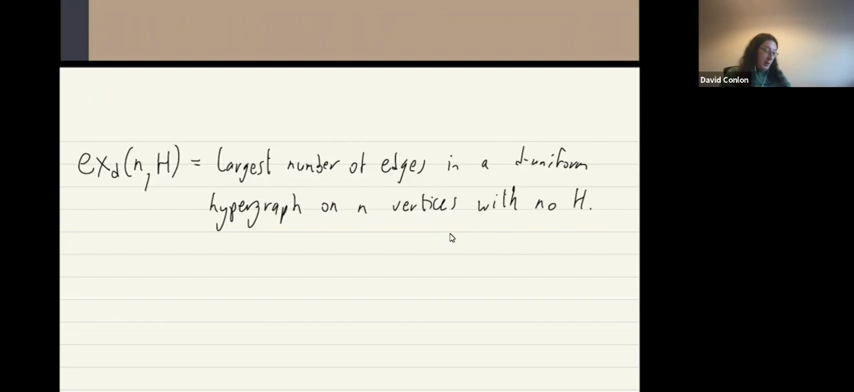 ex_d(n,H) = largest number of edges in a d-uniform
hypergraph on n vertices with no H.
David Conlon